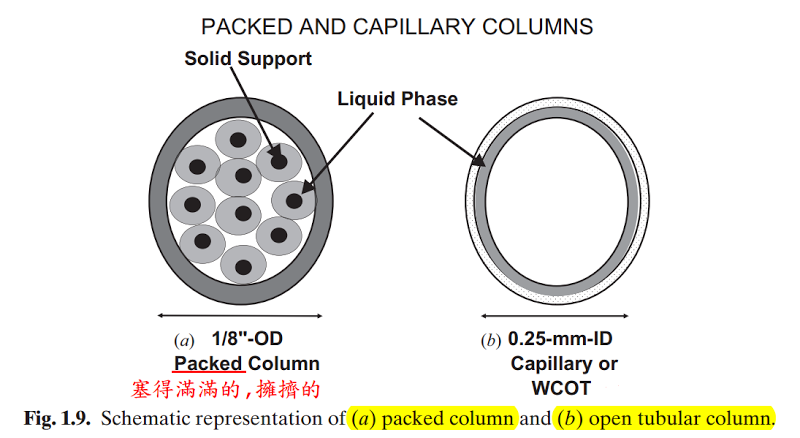 PACKED AND CAPILLARY COLUMNS
Solid Support
Liquid Phase
(a) 1/8"-OD
Packed Column
塞得滿滿的,擁擠的
(b) 0.25-mm-ID
Capillary or
WCOT
Fig. 1.9. Schematic representation of (a) packed column and (b) open tubular column.